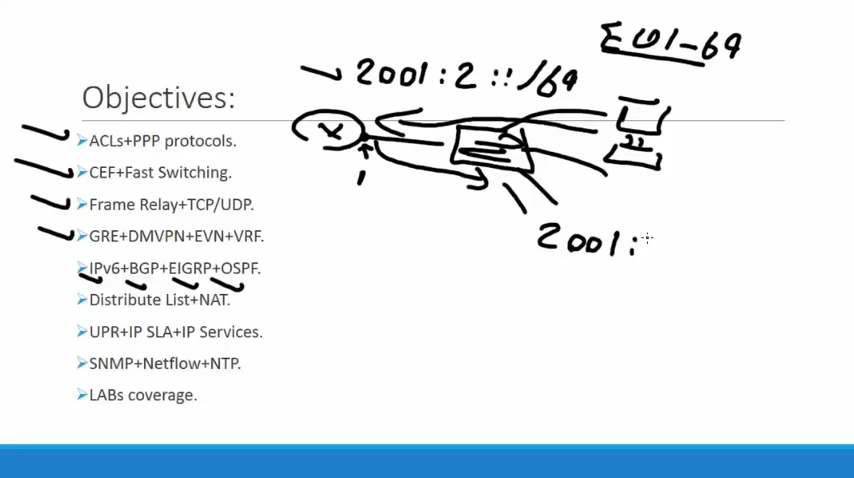 EUI-64
2001:2::/64
Objectives:
ACLs+PPP protocols.
CEF+Fast Switching.
Frame Relay+TCP/UDP.
GRE+DMVPN+EVN+VRF.
IPv6+BGP+EIGRP+OSPF.
Distribute List+NAT.
UPR+IP SLA+IP Services.
SNMP+Netflow+NTP.
LABs coverage.
1
2001: